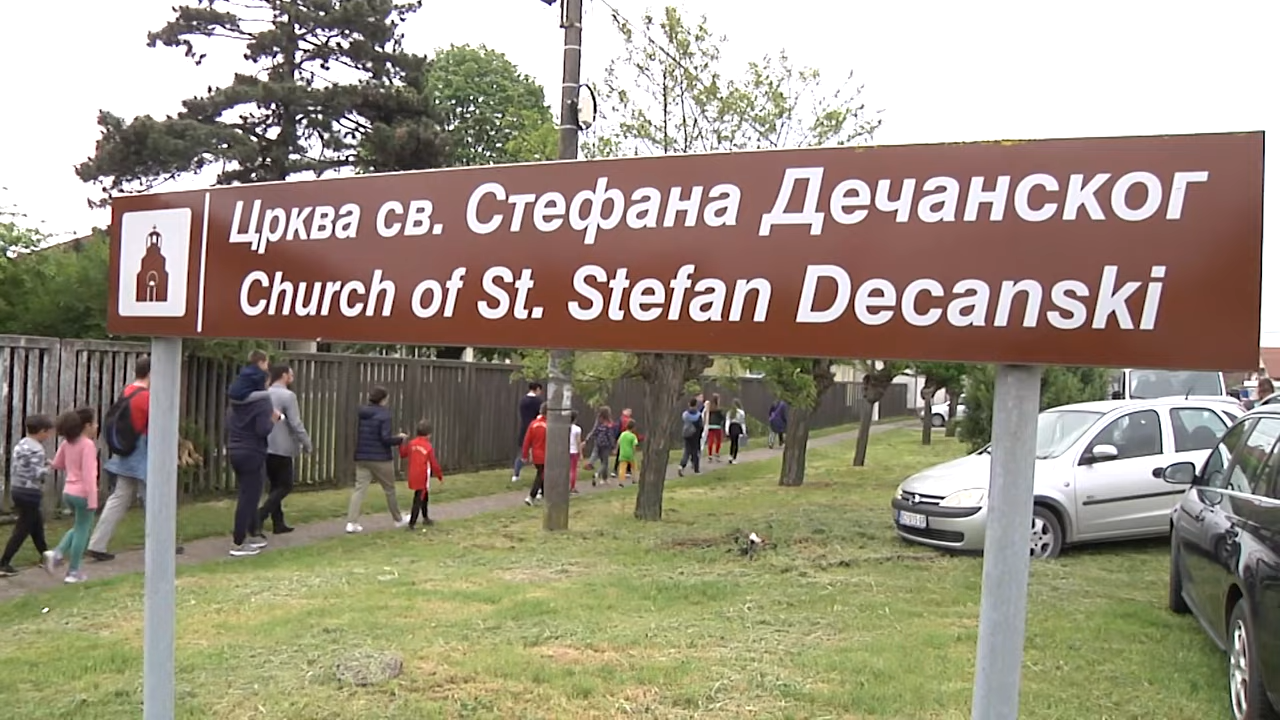 Црква св. Стефана Дечанског
Church of St. Stefan Decanski